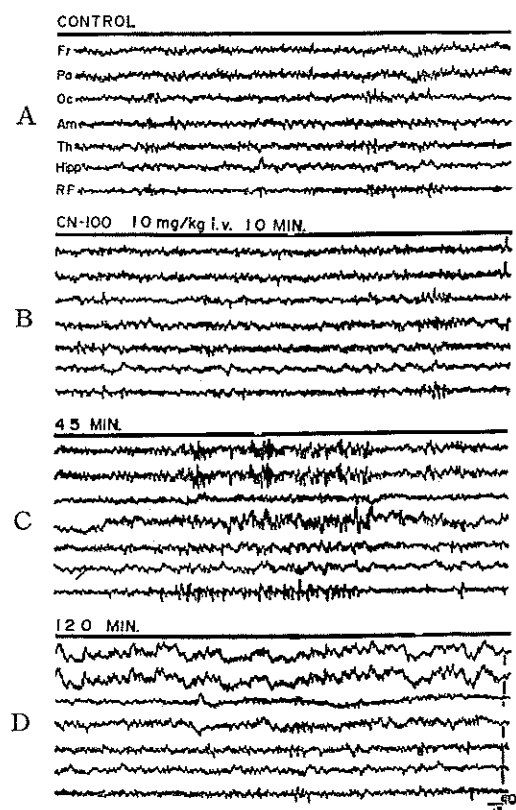 CONTROL
Fr
Pa
Oc
A
Am
Th
Hipp
RF
CN-100 10 mg/kg i.v. 10 MIN.
B
45 MIN.
C
120 MIN.
D